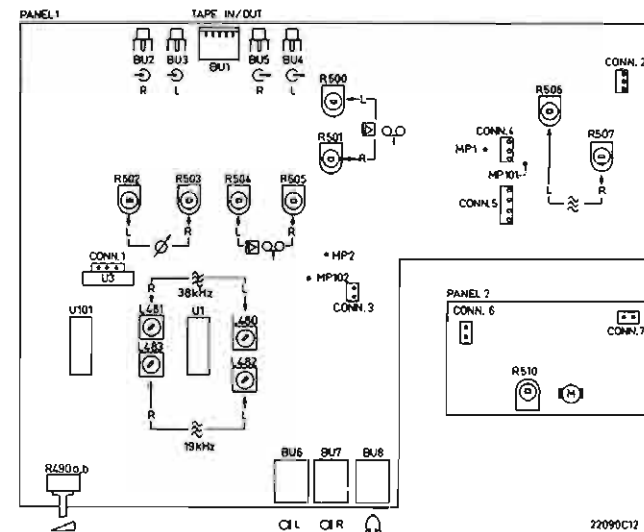 PANEL1
TAPE IN/OUT
BU2 BU3 BU1 BU5 BU4
R L R L
CONN. 2
R500
L
R501
R
R506
R507
CONN.4
MP1
MP101
CONN.5
L R
R502 R503 R504 R505
L R L R
MP2
MP102
CONN.3
CONN.1
U3
38kHz
R L
U101
L481
U1
L480
L483
L482
R L
19kHz
PANEL 2
CONN. 6
CONN. 7
R510
M
R490a,b
BU6 BU7 BU8
L R
22090C12